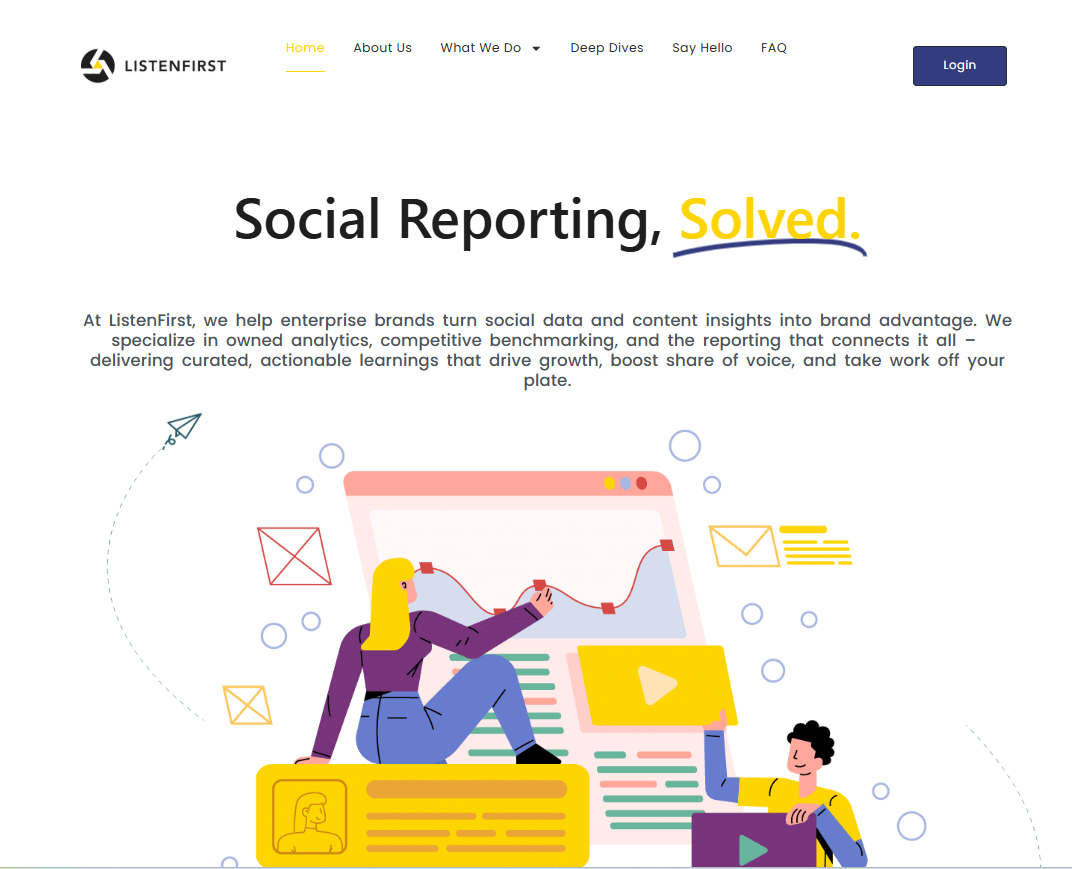 LISTENFIRST
Home
About Us
What We Do
Deep Dives
Say Hello
FAQ
Login
Social Reporting, Solved.
At ListenFirst, we help enterprise brands turn social data and content insights into brand advantage. We
specialize in owned analytics, competitive benchmarking, and the reporting that connects it all –
delivering curated, actionable learnings that drive growth, boost share of voice, and take work off your
plate.